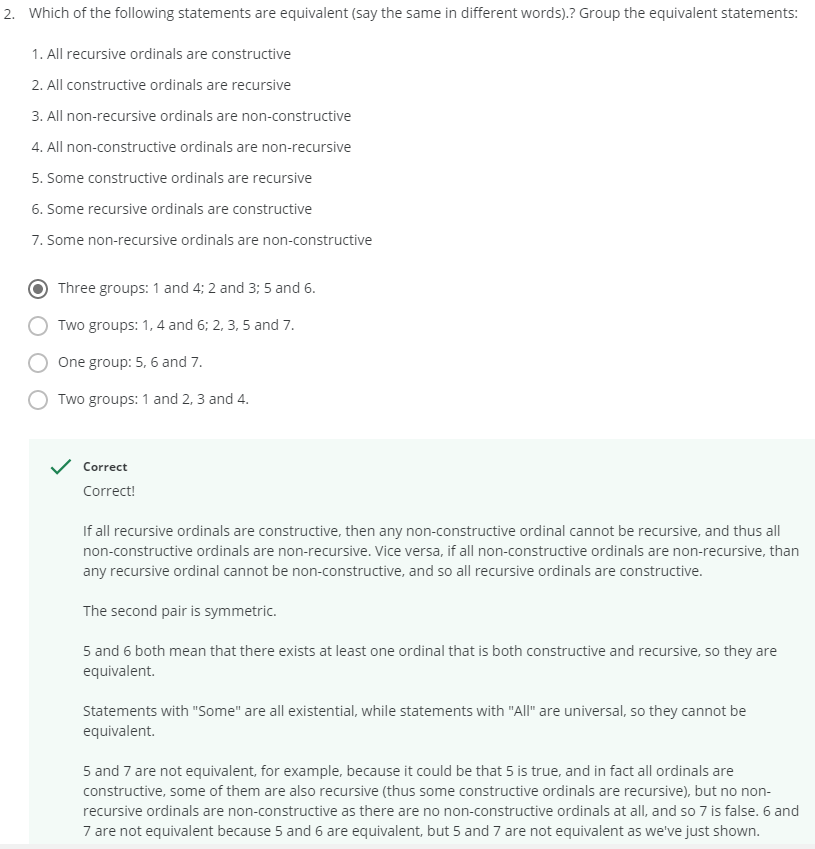 2. Which of the following statements are equivalent (say the same in different words).? Group the equivalent statements:
1. All recursive ordinals are constructive
2. All constructive ordinals are recursive
3. All non-recursive ordinals are non-constructive
4. All non-constructive ordinals are non-recursive
5. Some constructive ordinals are recursive
6. Some recursive ordinals are constructive
7. Some non-recursive ordinals are non-constructive
Three groups: 1 and 4; 2 and 3; 5 and 6.
Two groups: 1, 4 and 6; 2, 3, 5 and 7.
One group: 5, 6 and 7.
Two groups: 1 and 2, 3 and 4.
Correct
Correct!
If all recursive ordinals are constructive, then any non-constructive ordinal cannot be recursive, and thus all
non-constructive ordinals are non-recursive. Vice versa, if all non-constructive ordinals are non-recursive, than
any recursive ordinal cannot be non-constructive, and so all recursive ordinals are constructive.
The second pair is symmetric.
5 and 6 both mean that there exists at least one ordinal that is both constructive and recursive, so they are
equivalent.
Statements with "Some" are all existential, while statements with "All" are universal, so they cannot be
equivalent.
5 and 7 are not equivalent, for example, because it could be that 5 is true, and in fact all ordinals are
constructive, some of them are also recursive (thus some constructive ordinals are recursive), but no non-
recursive ordinals are non-constructive as there are no non-constructive ordinals at all, and so 7 is false. 6 and
7 are not equivalent because 5 and 6 are equivalent, but 5 and 7 are not equivalent as we've just shown.